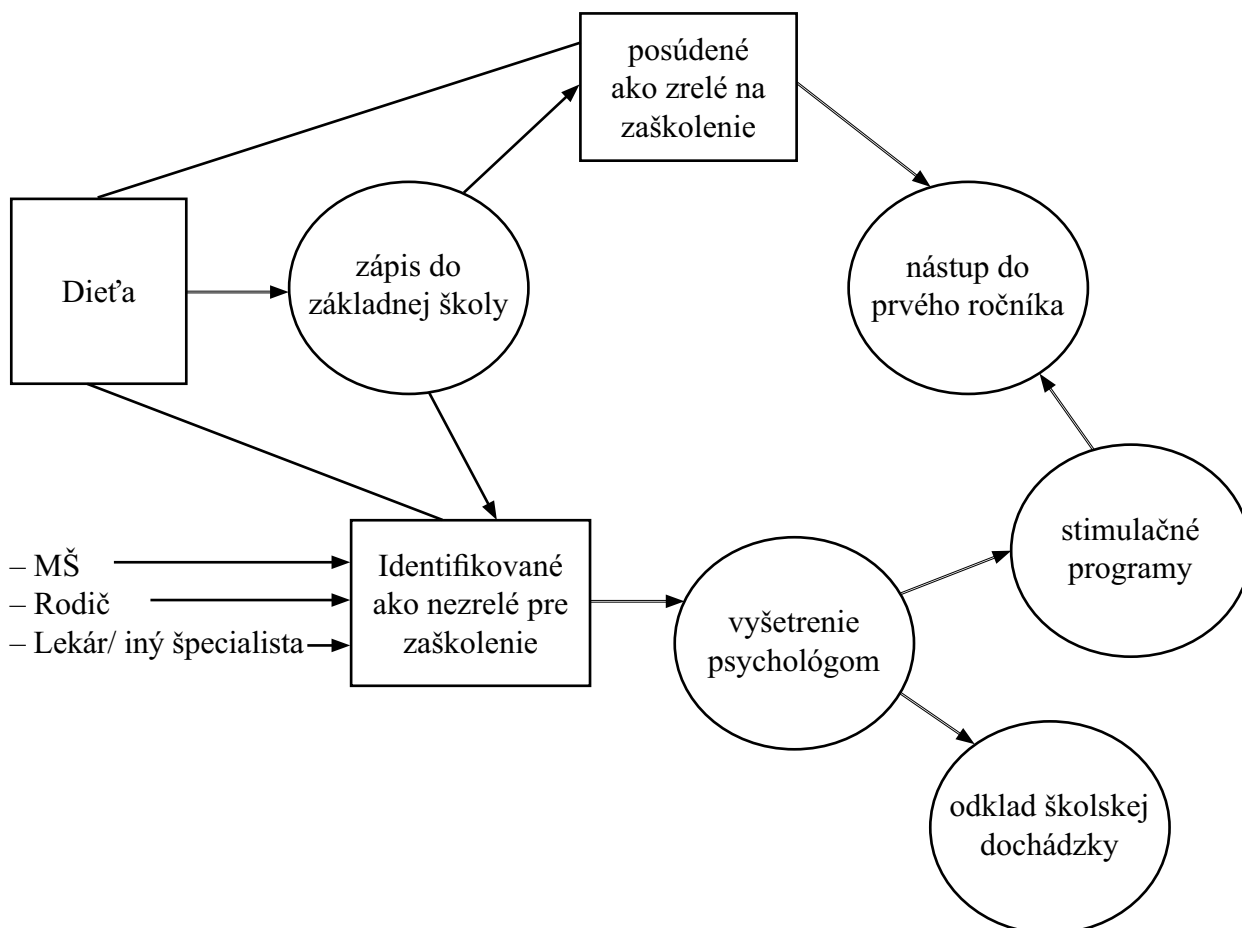 posúdené
ako zrelé na
zaškolenie
Dieťa
zápis do
základnej školy
nástup do
prvého ročníka
– MŠ
– Rodič
– Lekár/ iný špecialista
Identifikované
ako nezrelé pre
zaškolenie
vyšetrenie
psychológom
stimulačné
programy
odklad školskej
dochádzky